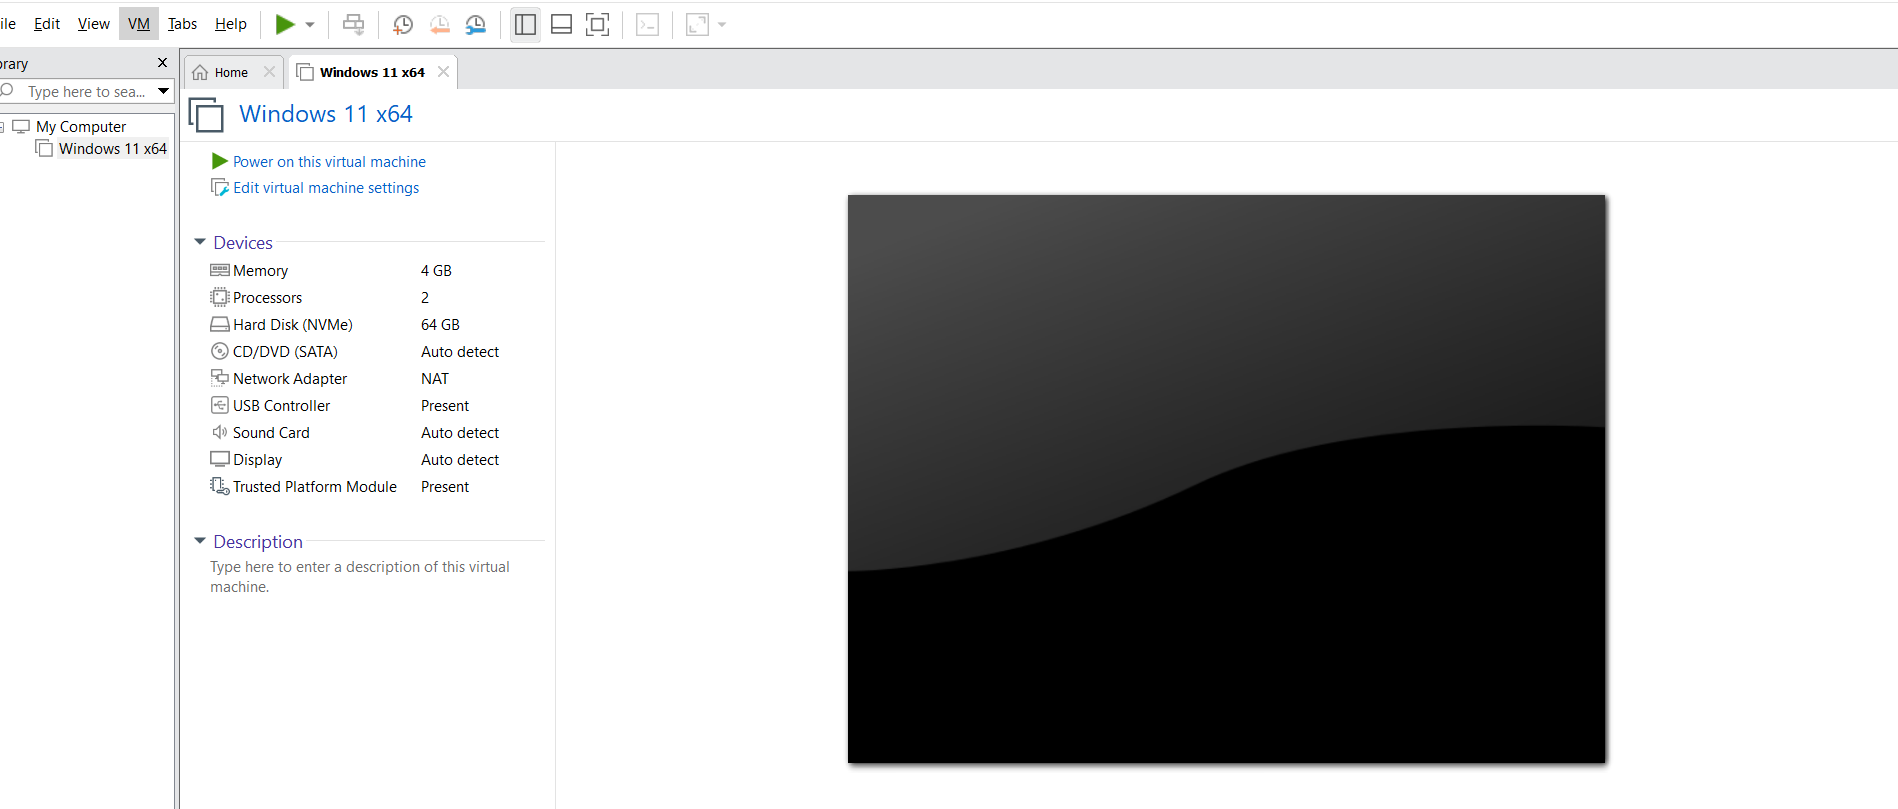 ile Edit View VM Tabs Help
rary
Type here to sea...
My Computer
Windows 11 x64
Home
Windows 11 x64
Windows 11 x64
Power on this virtual machine
Edit virtual machine settings
Devices
Memory 4 GB
Processors 2
Hard Disk (NVMe) 64 GB
CD/DVD (SATA) Auto detect
Network Adapter NAT
USB Controller Present
Sound Card Auto detect
Display Auto detect
Trusted Platform Module Present
Description
Type here to enter a description of this virtual
machine.